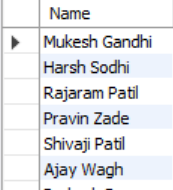 Name
Mukesh Gandhi
Harsh Sodhi
Rajaram Patil
Pravin Zade
Shivaji Patil
Ajay Wagh